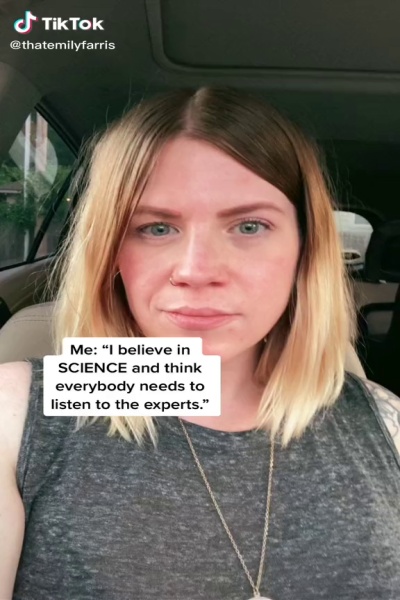 TikTok
@thatemilyfarris
Me: “I believe in
SCIENCE and think
everybody needs to
listen to the experts.”